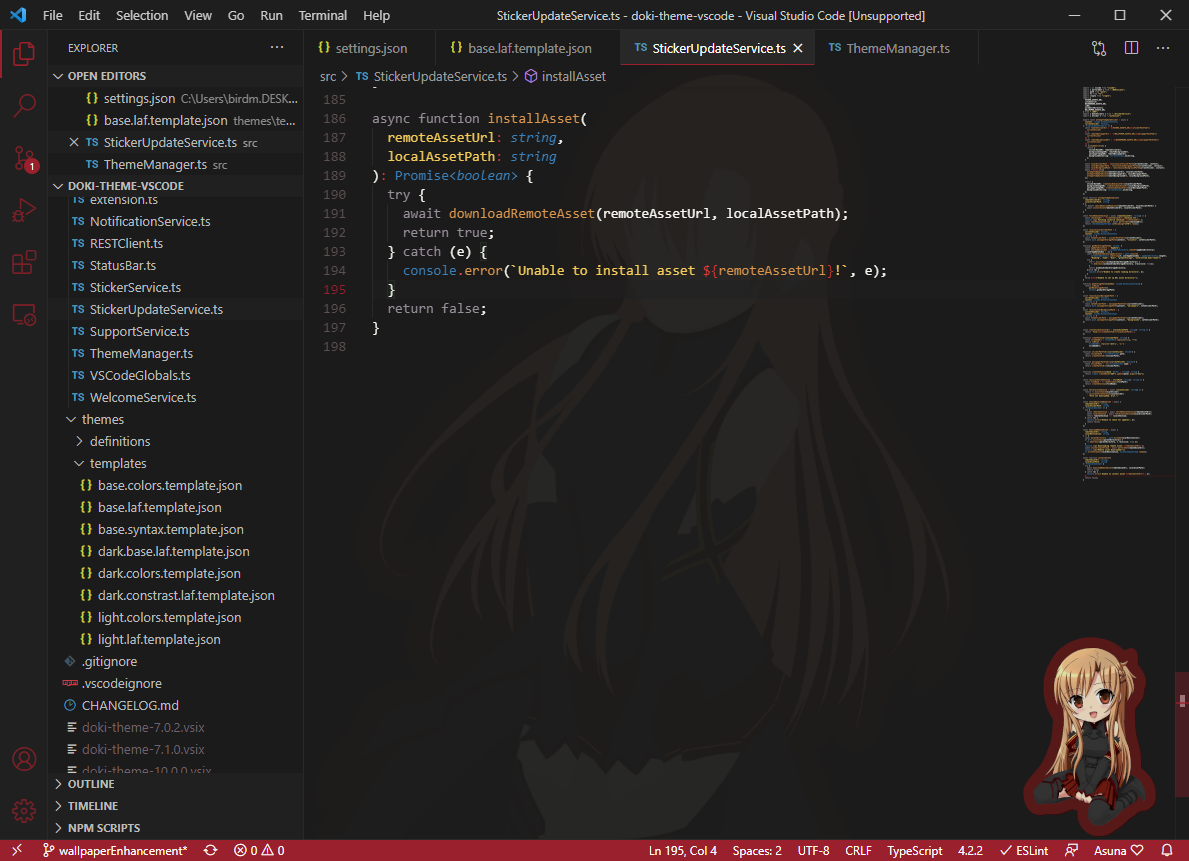 File Edit Selection View Go Run Terminal Help StickerUpdateService.ts - doki-theme-vscode - Visual Studio Code [Unsupported]
EXPLORER ···
settings.json base.laf.template.json TS StickerUpdateService.ts TS ThemeManager.ts
src TS StickerUpdateService.ts installAsset
OPEN EDITORS
{} settings.json C:\Users\birdm.DESK...
{} base.laf.template.json themes\te...
TS StickerUpdateService.ts src
TS ThemeManager.ts src
DOKI-THEME-VSCODE
TS extension.ts
TS NotificationService.ts
TS RESTClient.ts
TS StatusBar.ts
TS StickerService.ts
TS StickerUpdateService.ts
TS SupportService.ts
TS ThemeManager.ts
TS VSCodeGlobals.ts
TS WelcomeService.ts
themes
definitions
templates
{} base.colors.template.json
{} base.laf.template.json
{} base.syntax.template.json
{} dark.base.laf.template.json
{} dark.colors.template.json
{} dark.constrast.laf.template.json
{} light.colors.template.json
{} light.laf.template.json
.gitignore
.vscodeignore
CHANGELOG.md
doki-theme-7.0.2.vsix
doki-theme-7.1.0.vsix
doki-theme-10.0.0.vsix
OUTLINE
TIMELINE
NPM SCRIPTS
1
185
186 async function installAsset(
187 remoteAssetUrl: string,
188 localAssetPath: string
189 ): Promise<boolean> {
190 try {
191 await downloadRemoteAsset(remoteAssetUrl, localAssetPath);
192 return true;
193 } catch (e) {
194 console.error(`Unable to install asset ${remoteAssetUrl}!`, e);
195 }
196 return false;
197 }
198
wallpaperEnhancement* 0 0 Ln 195, Col 4 Spaces: 2 UTF-8 CRLF TypeScript 4.2.2 ESLint Asuna ♡